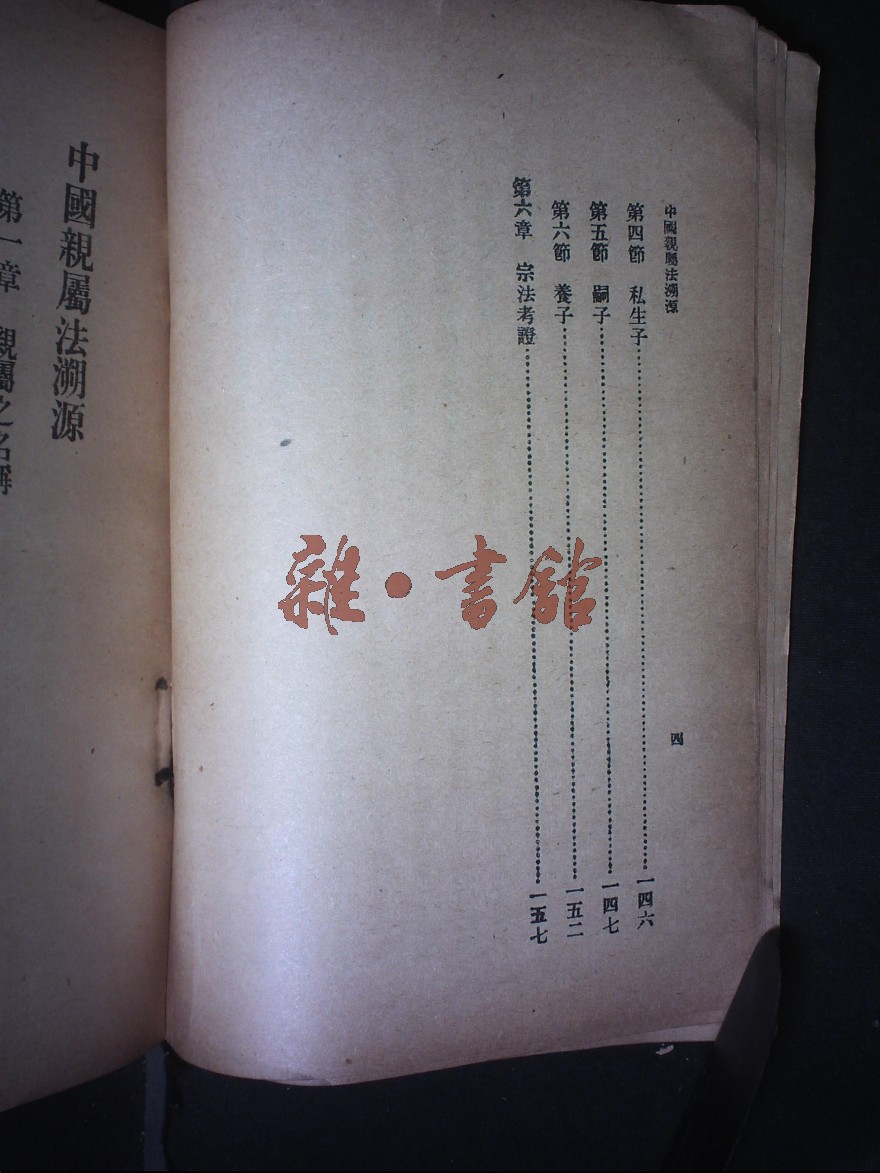 中國親屬法溯源
四
第四節 私生子…………一四六
第五節 嗣子…………一四七
第六節 養子…………一五二
第六章 宗法考證…………一五七
中國親屬法溯源
第一章 親屬之名稱
雜·書館